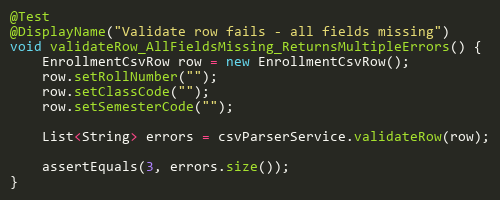 @Test
@DisplayName("Validate row fails - all fields missing")
void validateRow_AllFieldsMissing_ReturnsMultipleErrors() {
    EnrollmentCsvRow row = new EnrollmentCsvRow();
    row.setRollNumber("");
    row.setClassCode("");
    row.setSemesterCode("");

    List<String> errors = csvParserService.validateRow(row);

    assertEquals(3, errors.size());
}